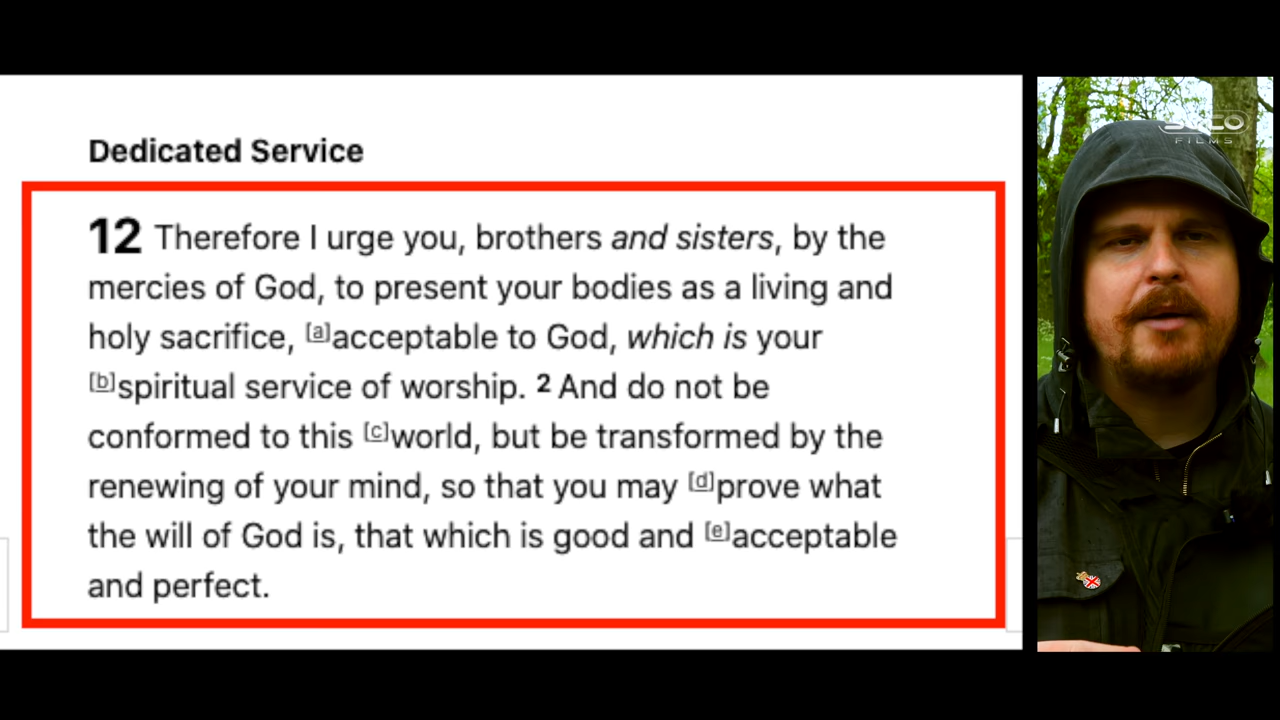 Dedicated Service
12 Therefore I urge you, brothers and sisters, by the
mercies of God, to present your bodies as a living and
holy sacrifice, [a]acceptable to God, which is your
[b]spiritual service of worship. 2 And do not be
conformed to this [c]world, but be transformed by the
renewing of your mind, so that you may [d]prove what
the will of God is, that which is good and [e]acceptable
and perfect.
FILMS